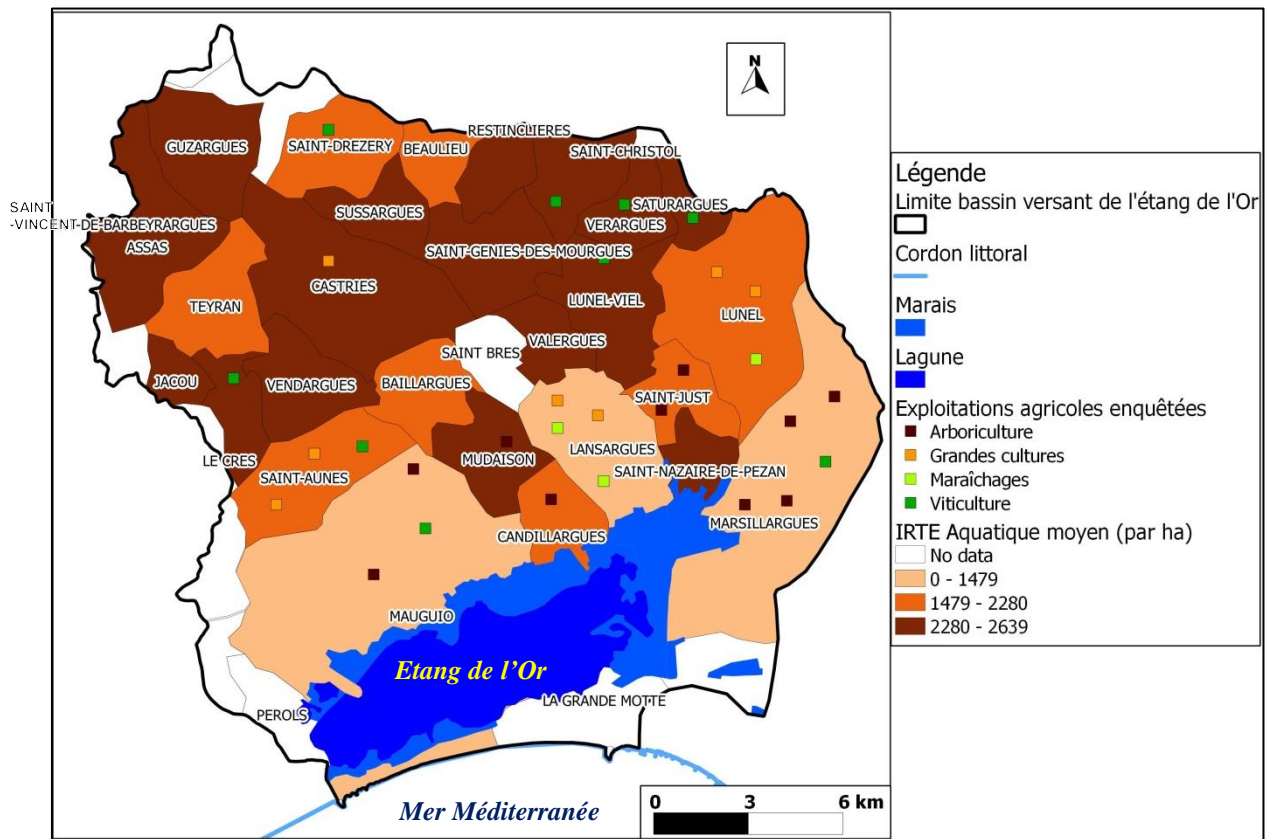 N
GUZARGUES
SAINT-DREZERY
BEAULIEU
RESTINCLIERES
SAINT-CHRISTOL
SAINT
-VINCENT-DE-BARBEYRARGUES
ASSAS
SUSSARGUES
SATURARGUES
VERARGUES
SAINT-GENIES-DES-MOURGUES
CASTRIES
TEYRAN
LUNEL-VIEL
LUNEL
VALERGUES
SAINT BRES
JACOU
VENDARGUES
BAILLARGUES
SAINT-JUST
LE CRES
SAINT-AUNES
MUDAISON
LANSARGUES
SAINT-NAZAIRE-DE-PEZAN
CANDILLARGUES
MARSILLARGUES
MAUGUIO
Etang de l'Or
PEROLS
LA GRANDE MOTTE
Mer Méditerranée
0 3 6 km
Légende
Limite bassin versant de l'étang de l'Or
Cordon littoral
Marais
Lagune
Exploitations agricoles enquêtées
Arboriculture
Grandes cultures
Maraîchages
Viticulture
IRTE Aquatique moyen (par ha)
No data
0 - 1479
1479 - 2280
2280 - 2639